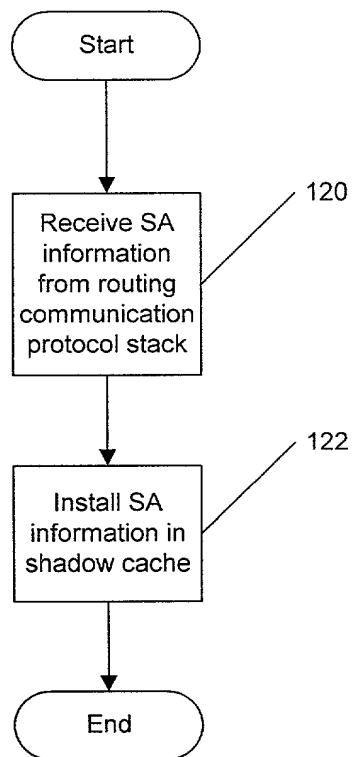 Start
120
Receive SA
information
from routing
communication
protocol stack
122
Install SA
information in
shadow cache
End